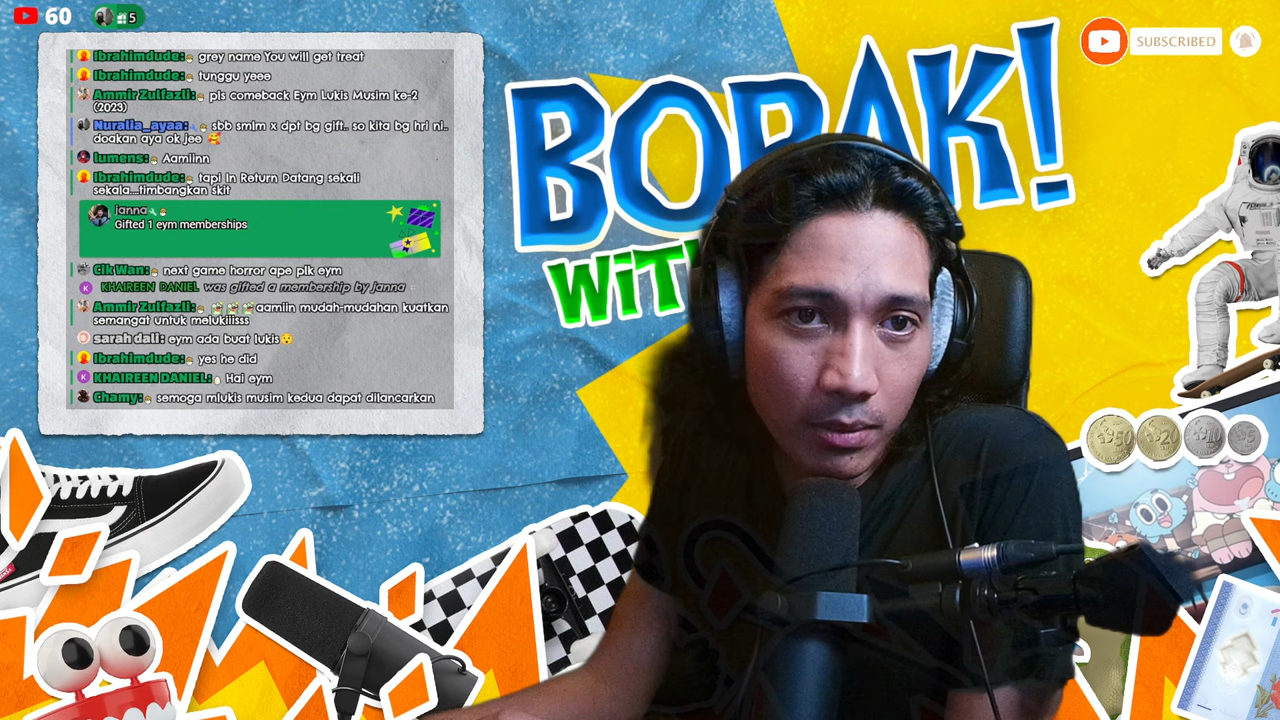 60
5
Ibrahimdude: grey name You will get treat
Ibrahimdude: tunggu yeee
Ammir Zulfazli: pls comeback Eym Lukis Musim ke-2
(2023)
Nuralia_ayaa: sbb smlm x dpt bg gift.. so kita bg hri ni..
doakan aya ok jee
lumens: Aamiinn
Ibrahimdude: tapi In Return Datang sekali
sekala....timbangkan skit
janna
Gifted 1 eym memberships
Cik Wan: next game horror ape plk eym
K KHAIREEN DANIEL was gifted a membership by janna
Ammir Zulfazli: aamiin mudah-mudahan kuatkan
semangat untuk melukiiisss
sarah dali: eym ada buat lukis
Ibrahimdude: yes he did
K KHAIREEN DANIEL: Hai eym
Chamy: semoga mlukis musim kedua dapat dilancarkan
BORAK!
WiT
SUBSCRIBED
50 20 10 5